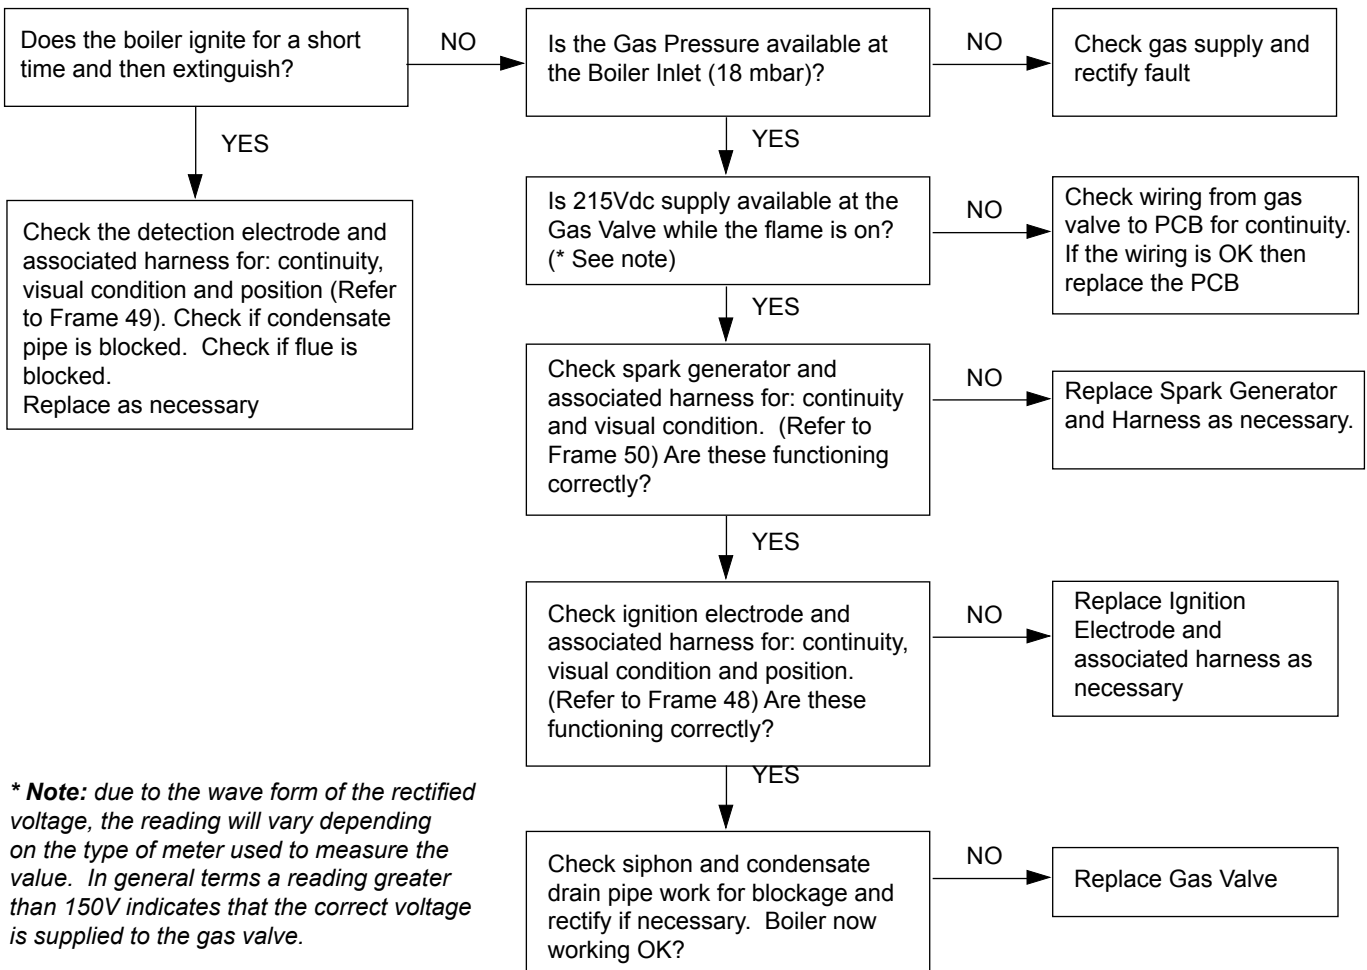 Does the boiler ignite for a short
time and then extinguish?
NO
Is the Gas Pressure available at
the Boiler Inlet (18 mbar)?
NO
Check gas supply and
rectify fault
YES
YES
Check the detection electrode and
associated harness for: continuity,
visual condition and position (Refer
to Frame 49). Check if condensate
pipe is blocked.  Check if flue is
blocked.
Replace as necessary
Is 215Vdc supply available at the
Gas Valve while the flame is on?
(* See note)
NO
Check wiring from gas
valve to PCB for continuity.
If the wiring is OK then
replace the PCB
YES
Check spark generator and
associated harness for: continuity
and visual condition.  (Refer to
Frame 50) Are these functioning
correctly?
NO
Replace Spark Generator
and Harness as necessary.
YES
Check ignition electrode and
associated harness for: continuity,
visual condition and position.
(Refer to Frame 48) Are these
functioning correctly?
NO
Replace Ignition
Electrode and
associated harness as
necessary
YES
Check siphon and condensate
drain pipe work for blockage and
rectify if necessary.  Boiler now
working OK?
NO
Replace Gas Valve
* Note: due to the wave form of the rectified
voltage, the reading will vary depending
on the type of meter used to measure the
value.  In general terms a reading greater
than 150V indicates that the correct voltage
is supplied to the gas valve.